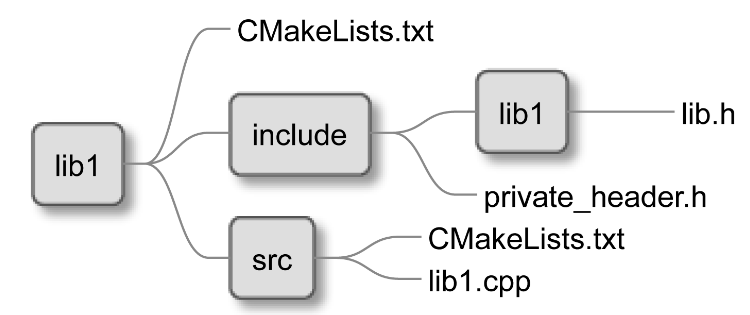 CMakeLists.txt
lib1
include
lib1
lib.h
private_header.h
src
CMakeLists.txt
lib1.cpp